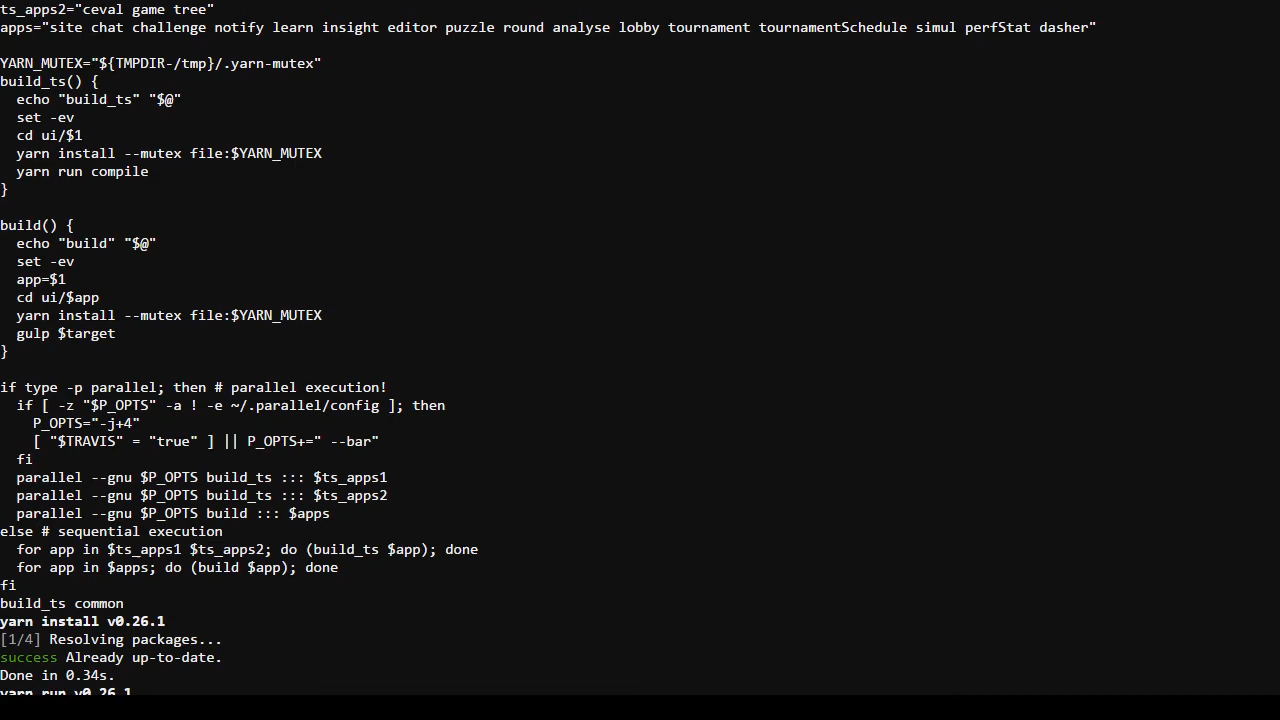 ts_apps2="ceval game tree"
apps="site chat challenge notify learn insight editor puzzle round analyse lobby tournament tournamentSchedule simul perfStat dasher"
YARN_MUTEX="${TMPDIR-/tmp}/.yarn-mutex"
build_ts() {
  echo "build_ts" "$@"
  set -ev
  cd ui/$1
  yarn install --mutex file:$YARN_MUTEX
  yarn run compile
}
build() {
  echo "build" "$@"
  set -ev
  app=$1
  cd ui/$app
  yarn install --mutex file:$YARN_MUTEX
  gulp $target
}
if type -p parallel; then # parallel execution!
  if [ -z "$P_OPTS" -a ! -e ~/.parallel/config ]; then
    P_OPTS="-j+4"
    [ "$TRAVIS" = "true" ] || P_OPTS+=" --bar"
  fi
  parallel --gnu $P_OPTS build_ts ::: $ts_apps1
  parallel --gnu $P_OPTS build_ts ::: $ts_apps2
  parallel --gnu $P_OPTS build ::: $apps
else # sequential execution
  for app in $ts_apps1 $ts_apps2; do (build_ts $app); done
  for app in $apps; do (build $app); done
fi
build_ts common
yarn install v0.26.1
[1/4] Resolving packages...
success Already up-to-date.
Done in 0.34s.
yarn run v0.26.1